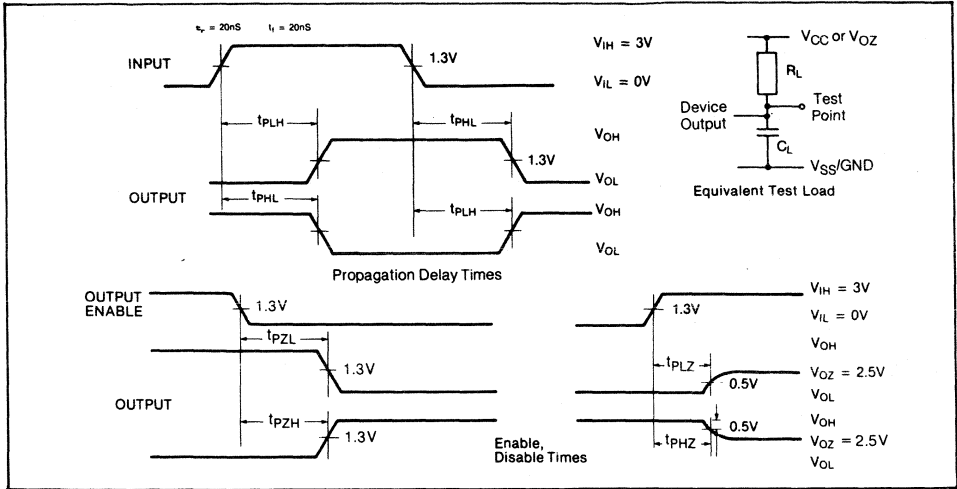 tr = 20nS tf = 20nS
INPUT
1.3V
VIH = 3V
VIL = 0V
tPLH
tPHL
VOH
1.3V
VOL
OUTPUT
tPHL
tPLH
VOH
VOL
Propagation Delay Times
VCC or VOZ
RL
Device
Output
Test
Point
CL
VSS/GND
Equivalent Test Load
OUTPUT
ENABLE
1.3V
1.3V
VIH = 3V
VIL = 0V
tPZL
1.3V
tPLZ
0.5V
VOH
VOZ = 2.5V
VOL
OUTPUT
tPZH
1.3V
Enable,
Disable Times
tPHZ
0.5V
VOH
VOZ = 2.5V
VOL